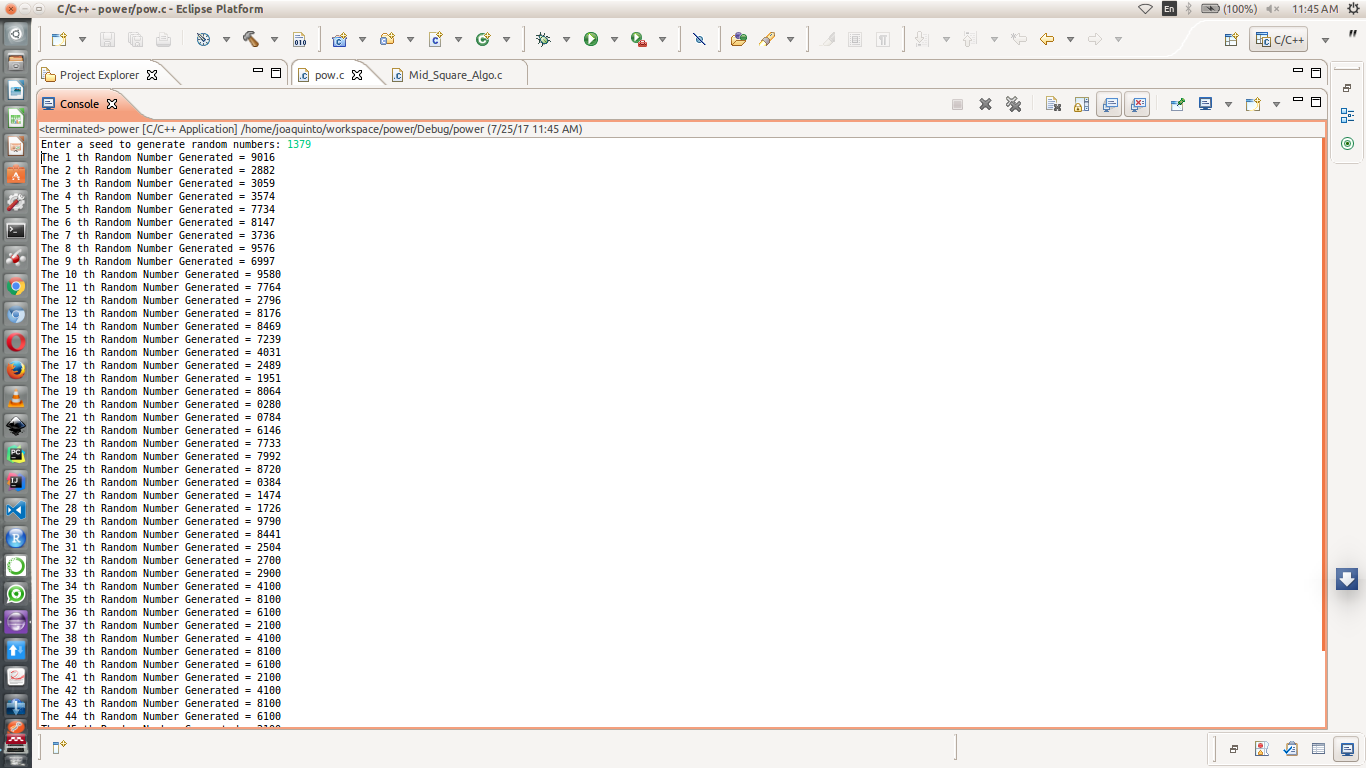 C/C++ - power/pow.c - Eclipse Platform
En
(100%)
11:45 AM
C/C++
Project Explorer
pow.c
Mid_Square_Algo.c
Console
<terminated> power [C/C++ Application] /home/joaquinto/workspace/power/Debug/power (7/25/17 11:45 AM)
Enter a seed to generate random numbers: 1379
The 1 th Random Number Generated = 9016
The 2 th Random Number Generated = 2882
The 3 th Random Number Generated = 3059
The 4 th Random Number Generated = 3574
The 5 th Random Number Generated = 7734
The 6 th Random Number Generated = 8147
The 7 th Random Number Generated = 3736
The 8 th Random Number Generated = 9576
The 9 th Random Number Generated = 6997
The 10 th Random Number Generated = 9580
The 11 th Random Number Generated = 7764
The 12 th Random Number Generated = 2796
The 13 th Random Number Generated = 8176
The 14 th Random Number Generated = 8469
The 15 th Random Number Generated = 7239
The 16 th Random Number Generated = 4031
The 17 th Random Number Generated = 2489
The 18 th Random Number Generated = 1951
The 19 th Random Number Generated = 8064
The 20 th Random Number Generated = 0280
The 21 th Random Number Generated = 0784
The 22 th Random Number Generated = 6146
The 23 th Random Number Generated = 7733
The 24 th Random Number Generated = 7992
The 25 th Random Number Generated = 8720
The 26 th Random Number Generated = 0384
The 27 th Random Number Generated = 1474
The 28 th Random Number Generated = 1726
The 29 th Random Number Generated = 9790
The 30 th Random Number Generated = 8441
The 31 th Random Number Generated = 2504
The 32 th Random Number Generated = 2700
The 33 th Random Number Generated = 2900
The 34 th Random Number Generated = 4100
The 35 th Random Number Generated = 8100
The 36 th Random Number Generated = 6100
The 37 th Random Number Generated = 2100
The 38 th Random Number Generated = 4100
The 39 th Random Number Generated = 8100
The 40 th Random Number Generated = 6100
The 41 th Random Number Generated = 2100
The 42 th Random Number Generated = 4100
The 43 th Random Number Generated = 8100
The 44 th Random Number Generated = 6100